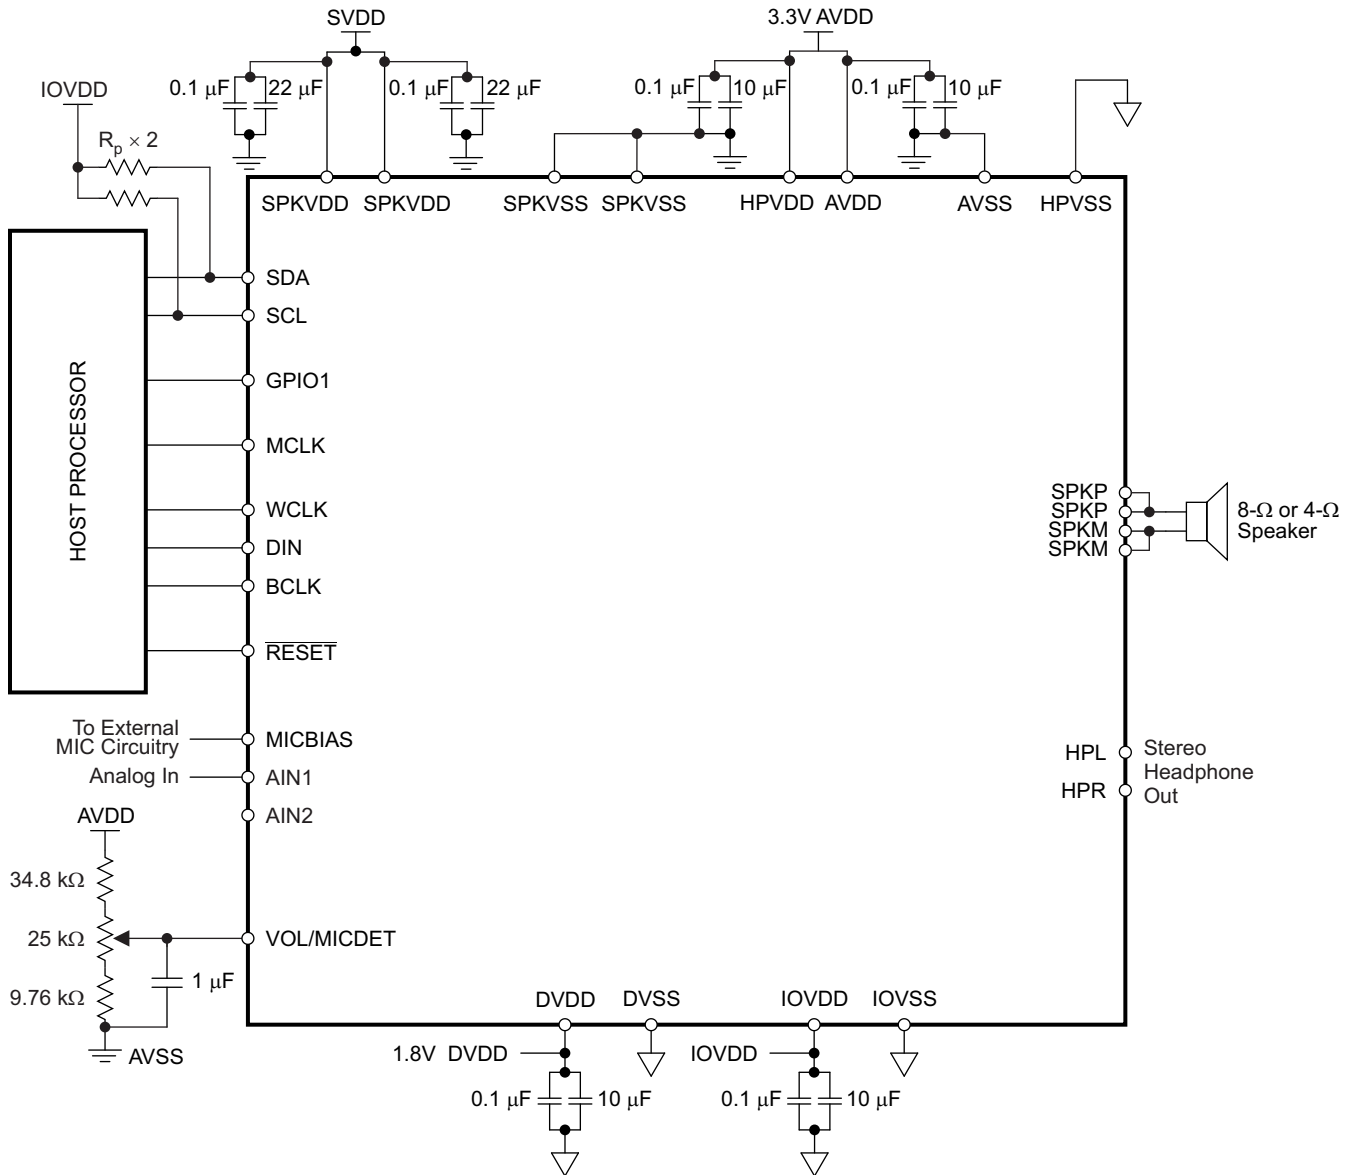 SVDD
3.3V AVDD
0.1 μF
22 μF
0.1 μF
22 μF
0.1 μF
10 μF
0.1 μF
10 μF
IOVDD
Rp × 2
SPKVDD
SPKVDD
SPKVSS
SPKVSS
HPVDD
AVDD
AVSS
HPVSS
HOST PROCESSOR
SDA
SCL
GPIO1
MCLK
WCLK
DIN
BCLK
RESET
SPKP
SPKP
SPKM
SPKM
8-Ω or 4-Ω
Speaker
To External
MIC Circuitry
MICBIAS
Analog In
AIN1
AIN2
HPL
HPR
Stereo
Headphone
Out
AVDD
34.8 kΩ
25 kΩ
9.76 kΩ
VOL/MICDET
1 μF
AVSS
DVDD
DVSS
IOVDD
IOVSS
1.8V DVDD
IOVDD
0.1 μF
10 μF
0.1 μF
10 μF